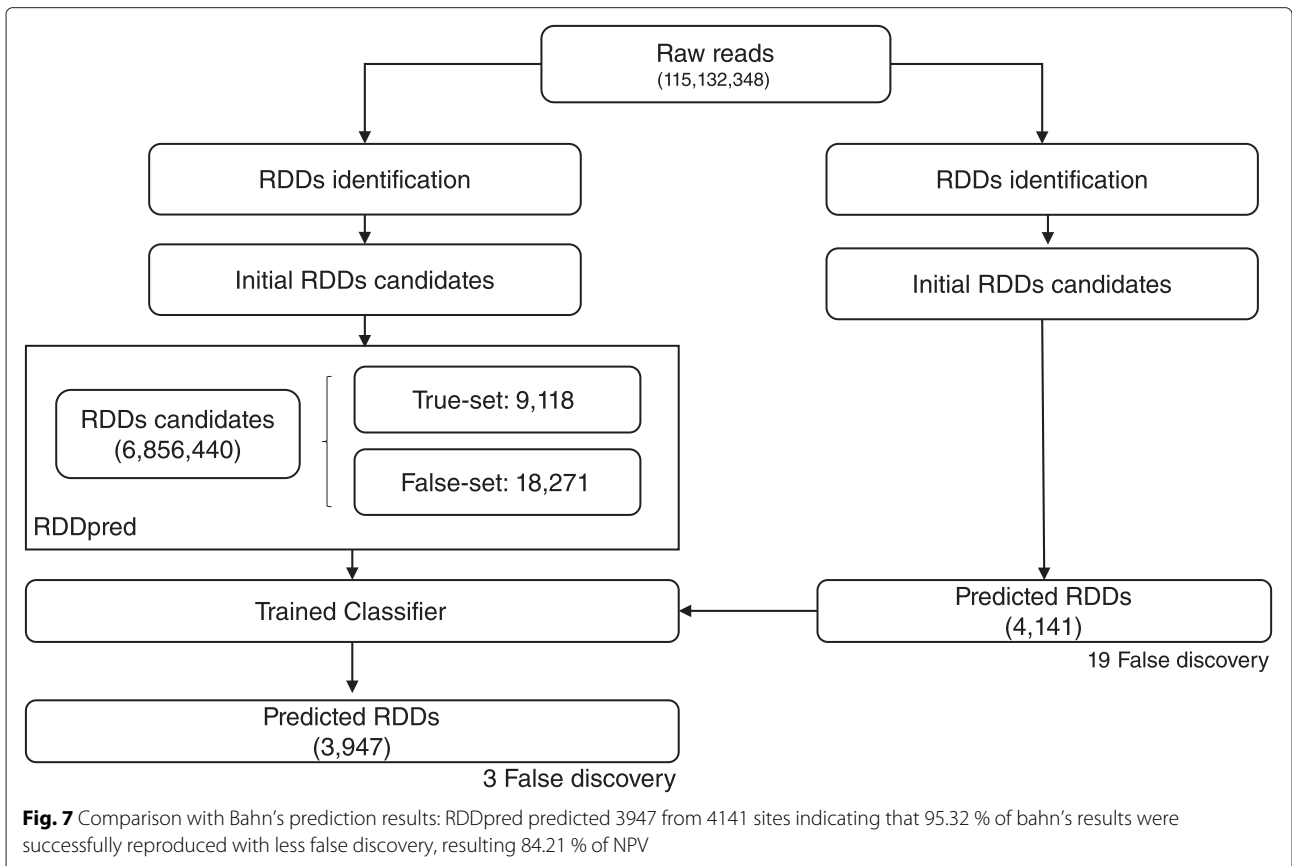 Raw reads
(115,132,348)
RDDs identification
RDDs identification
Initial RDDs candidates
Initial RDDs candidates
RDDs candidates
(6,856,440)
True-set: 9,118
False-set: 18,271
RDDpred
Trained Classifier
Predicted RDDs
(4,141)
19 False discovery
Predicted RDDs
(3,947)
3 False discovery
Fig. 7 Comparison with Bahn's prediction results: RDDpred predicted 3947 from 4141 sites indicating that 95.32 % of bahn's results were
successfully reproduced with less false discovery, resulting 84.21 % of NPV